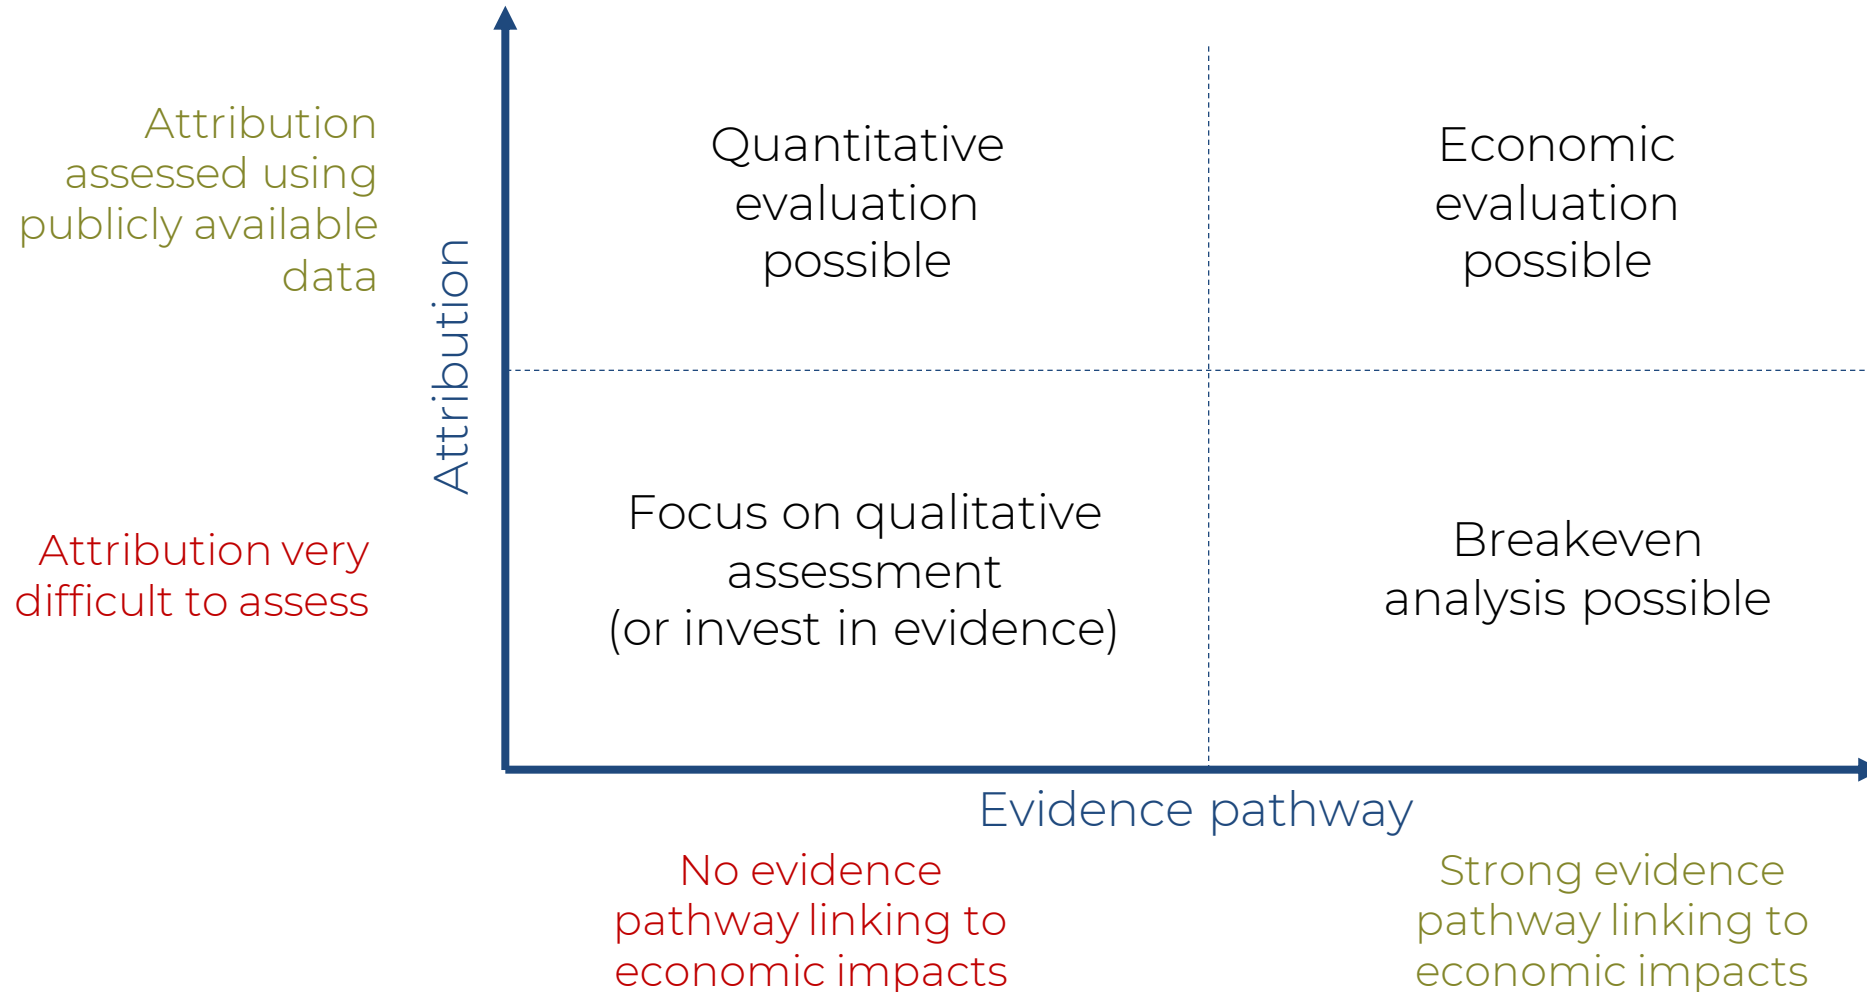 Attribution
assessed using
publicly available
data
Attribution
Quantitative
evaluation
possible
Economic
evaluation
possible
Attribution very
difficult to assess
Focus on qualitative
assessment
(or invest in evidence)
Breakeven
analysis possible
Evidence pathway
No evidence
pathway linking to
economic impacts
Strong evidence
pathway linking to
economic impacts